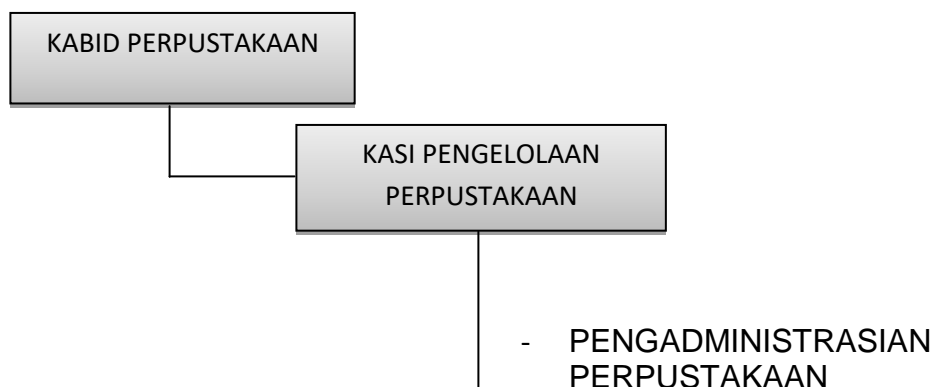 KABID PERPUSTAKAAN
KASI PENGELOLAAN
PERPUSTAKAAN
- PENGADMINISTRASIAN
PERPUSTAKAAN